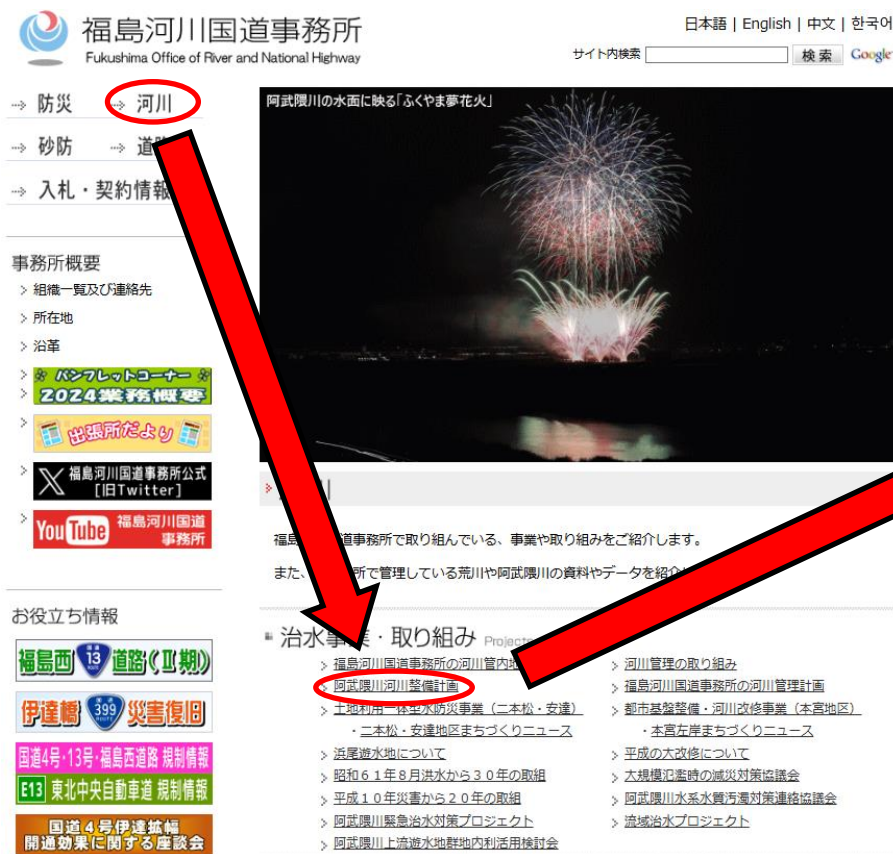 福島河川国道事務所
Fukushima Office of River and National Highway
日本語 | English | 中文 | 한국어
サイト内検索
検索
Google
防災
河川
砂防
入札・契約情報
阿武隈川の水面に映る「ふくやま夢花火」
事務所概要
組織一覧及び連絡先
所在地
沿革
パンフレットコーナー
2024業務概要
出張所だより
福島河川国道事務所公式
[旧Twitter]
YouTube 福島河川国道
事務所
お役立ち情報
福島西 13 道路(Ⅱ期)
伊達橋 399 災害復旧
国道4号・13号・福島西道路 規制情報
E13 東北中央自動車道 規制情報
国道4号伊達拡幅
開通効果に関する座談会
道事務所で取り組んでいる、事業や取り組みをご紹介します。
また、
所で管理している荒川や阿武隈川の資料やデータを紹介
治水事業・取り組み
福島河川国道事務所の河川管内
阿武隈川河川整備計画
土地利用一体型水防災事業(二本松・安達)
・二本松・安達地区まちづくりニュース
浜尾遊水地について
昭和61年8月洪水から30年の取組
平成10年災害から20年の取組
阿武隈川緊急治水対策プロジェクト
阿武隈川上流遊水地群地内利活用検討会
河川管理の取り組み
福島河川国道事務所の河川管理計画
都市基盤整備・河川改修事業(本宮地区)
・本宮左岸まちづくりニュース
平成の大改修について
大規模氾濫時の減災対策協議会
阿武隈川水系水質汚濁対策連絡協議会
流域治水プロジェクト